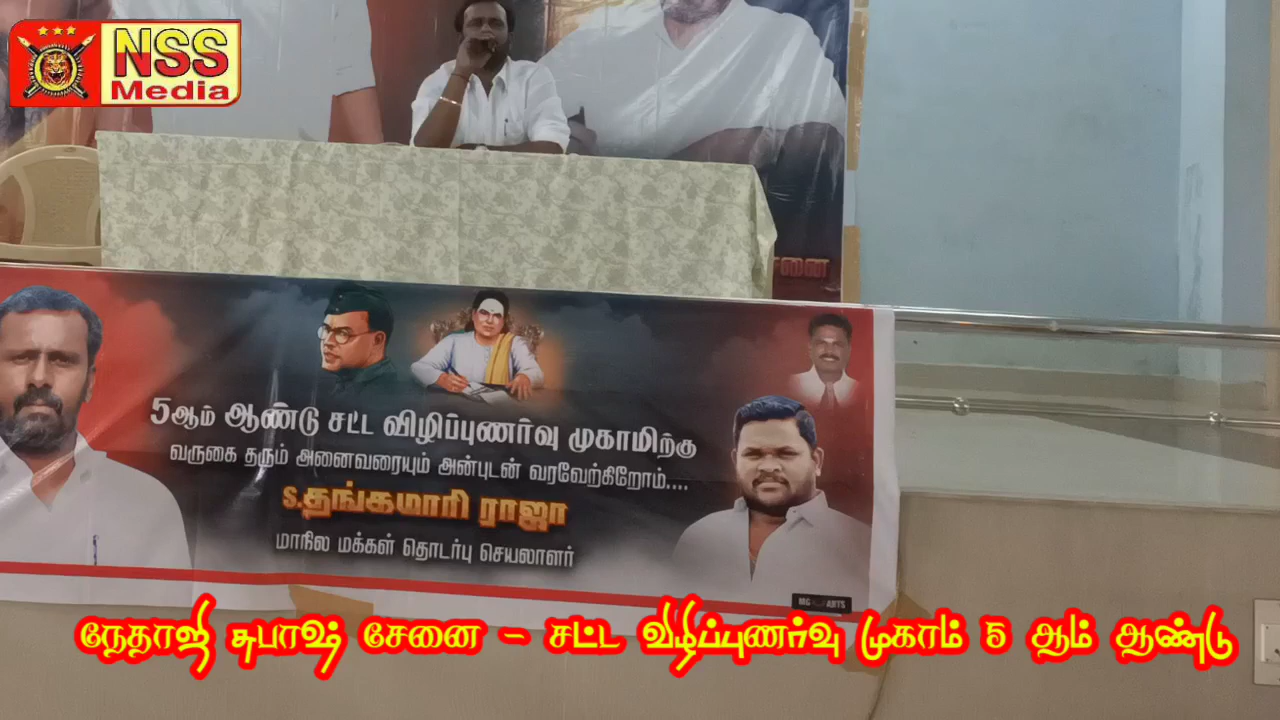 NSS
Media
சேனை
5ஆம் ஆண்டு சட்ட விழிப்புணர்வு முகாமிற்கு
வருகை தரும் அனைவரையும் அன்புடன் வரவேற்கிறோம்....
S.தங்கமாரி ராஜா
மாநில மக்கள் தொடர்பு செயலாளர்
நேதாஜி சுபாஷ் சேனை - சட்ட விழிப்புணர்வு முகாம் 5 ஆம் ஆண்டு